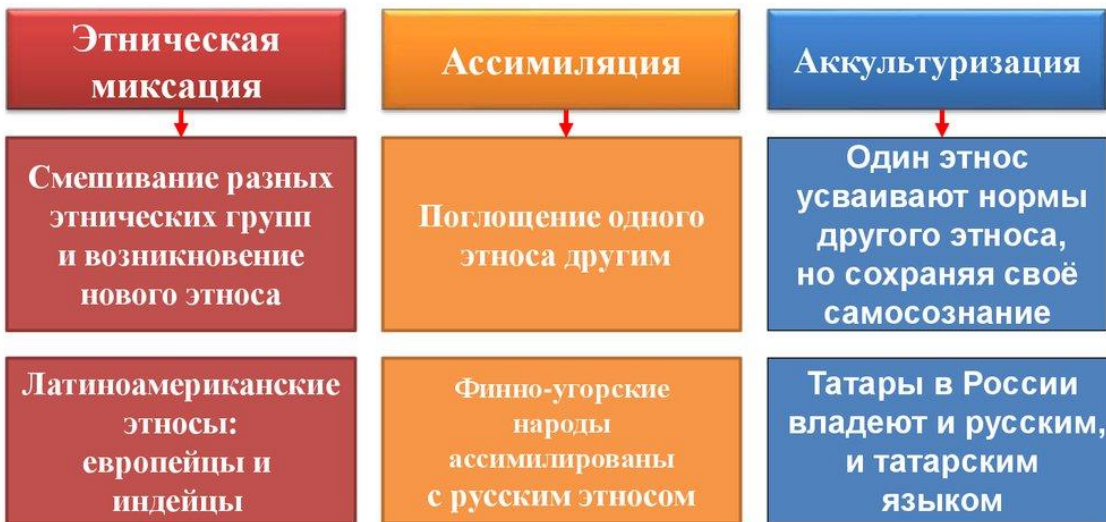 Этническая
миксация
Ассимиляция
Аккультуризация
Смешивание разных
этнических групп
и возникновение
нового этноса
Поглощение одного
этноса другим
Один этнос
усваивают нормы
другого этноса,
но сохраняя своё
самосознание
Латиноамериканские
этносы:
европейцы и
индейцы
Финно-угорские
народы
ассимилированы
с русским этносом
Татары в России
владеют и русским,
и татарским
языком